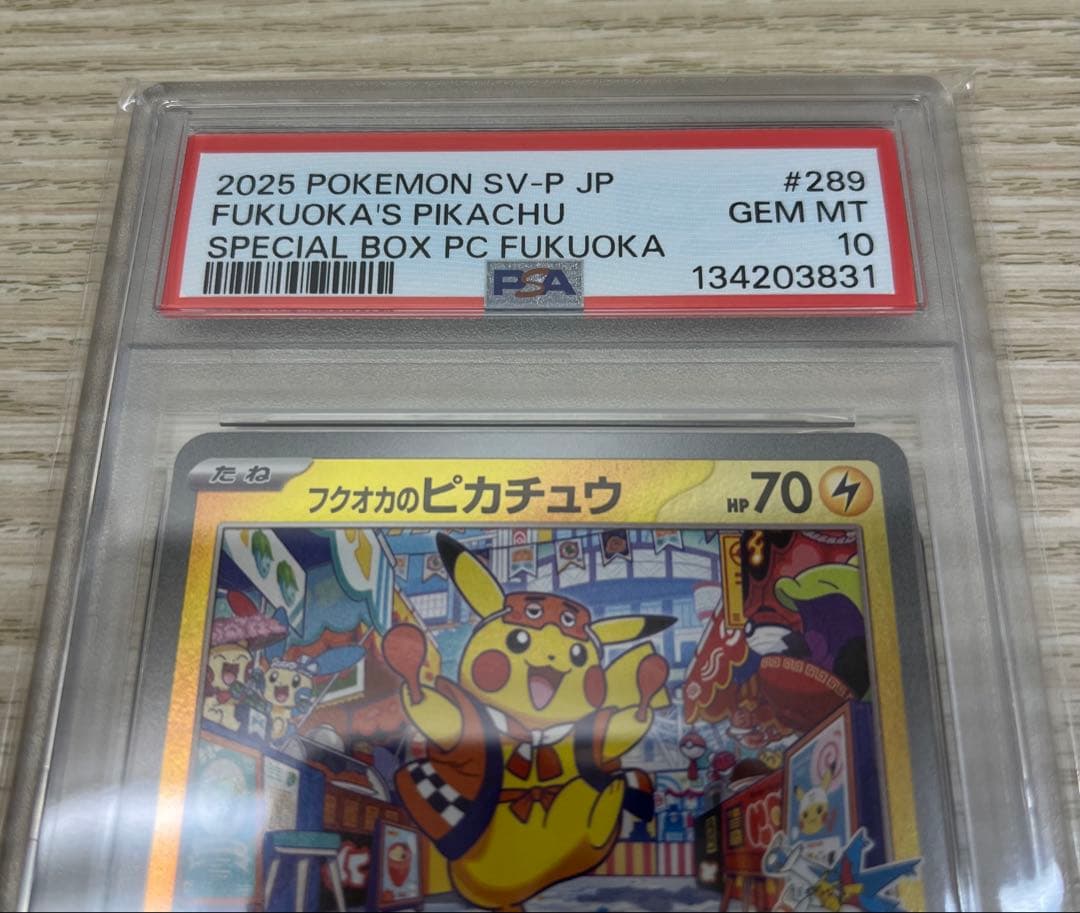 2025 POKEMON SV-P JP #289
FUKUOKA'S PIKACHU GEM MT
SPECIAL BOX PC FUKUOKA 10
PSA 134203831
たね フクオカのピカチュウ HP70